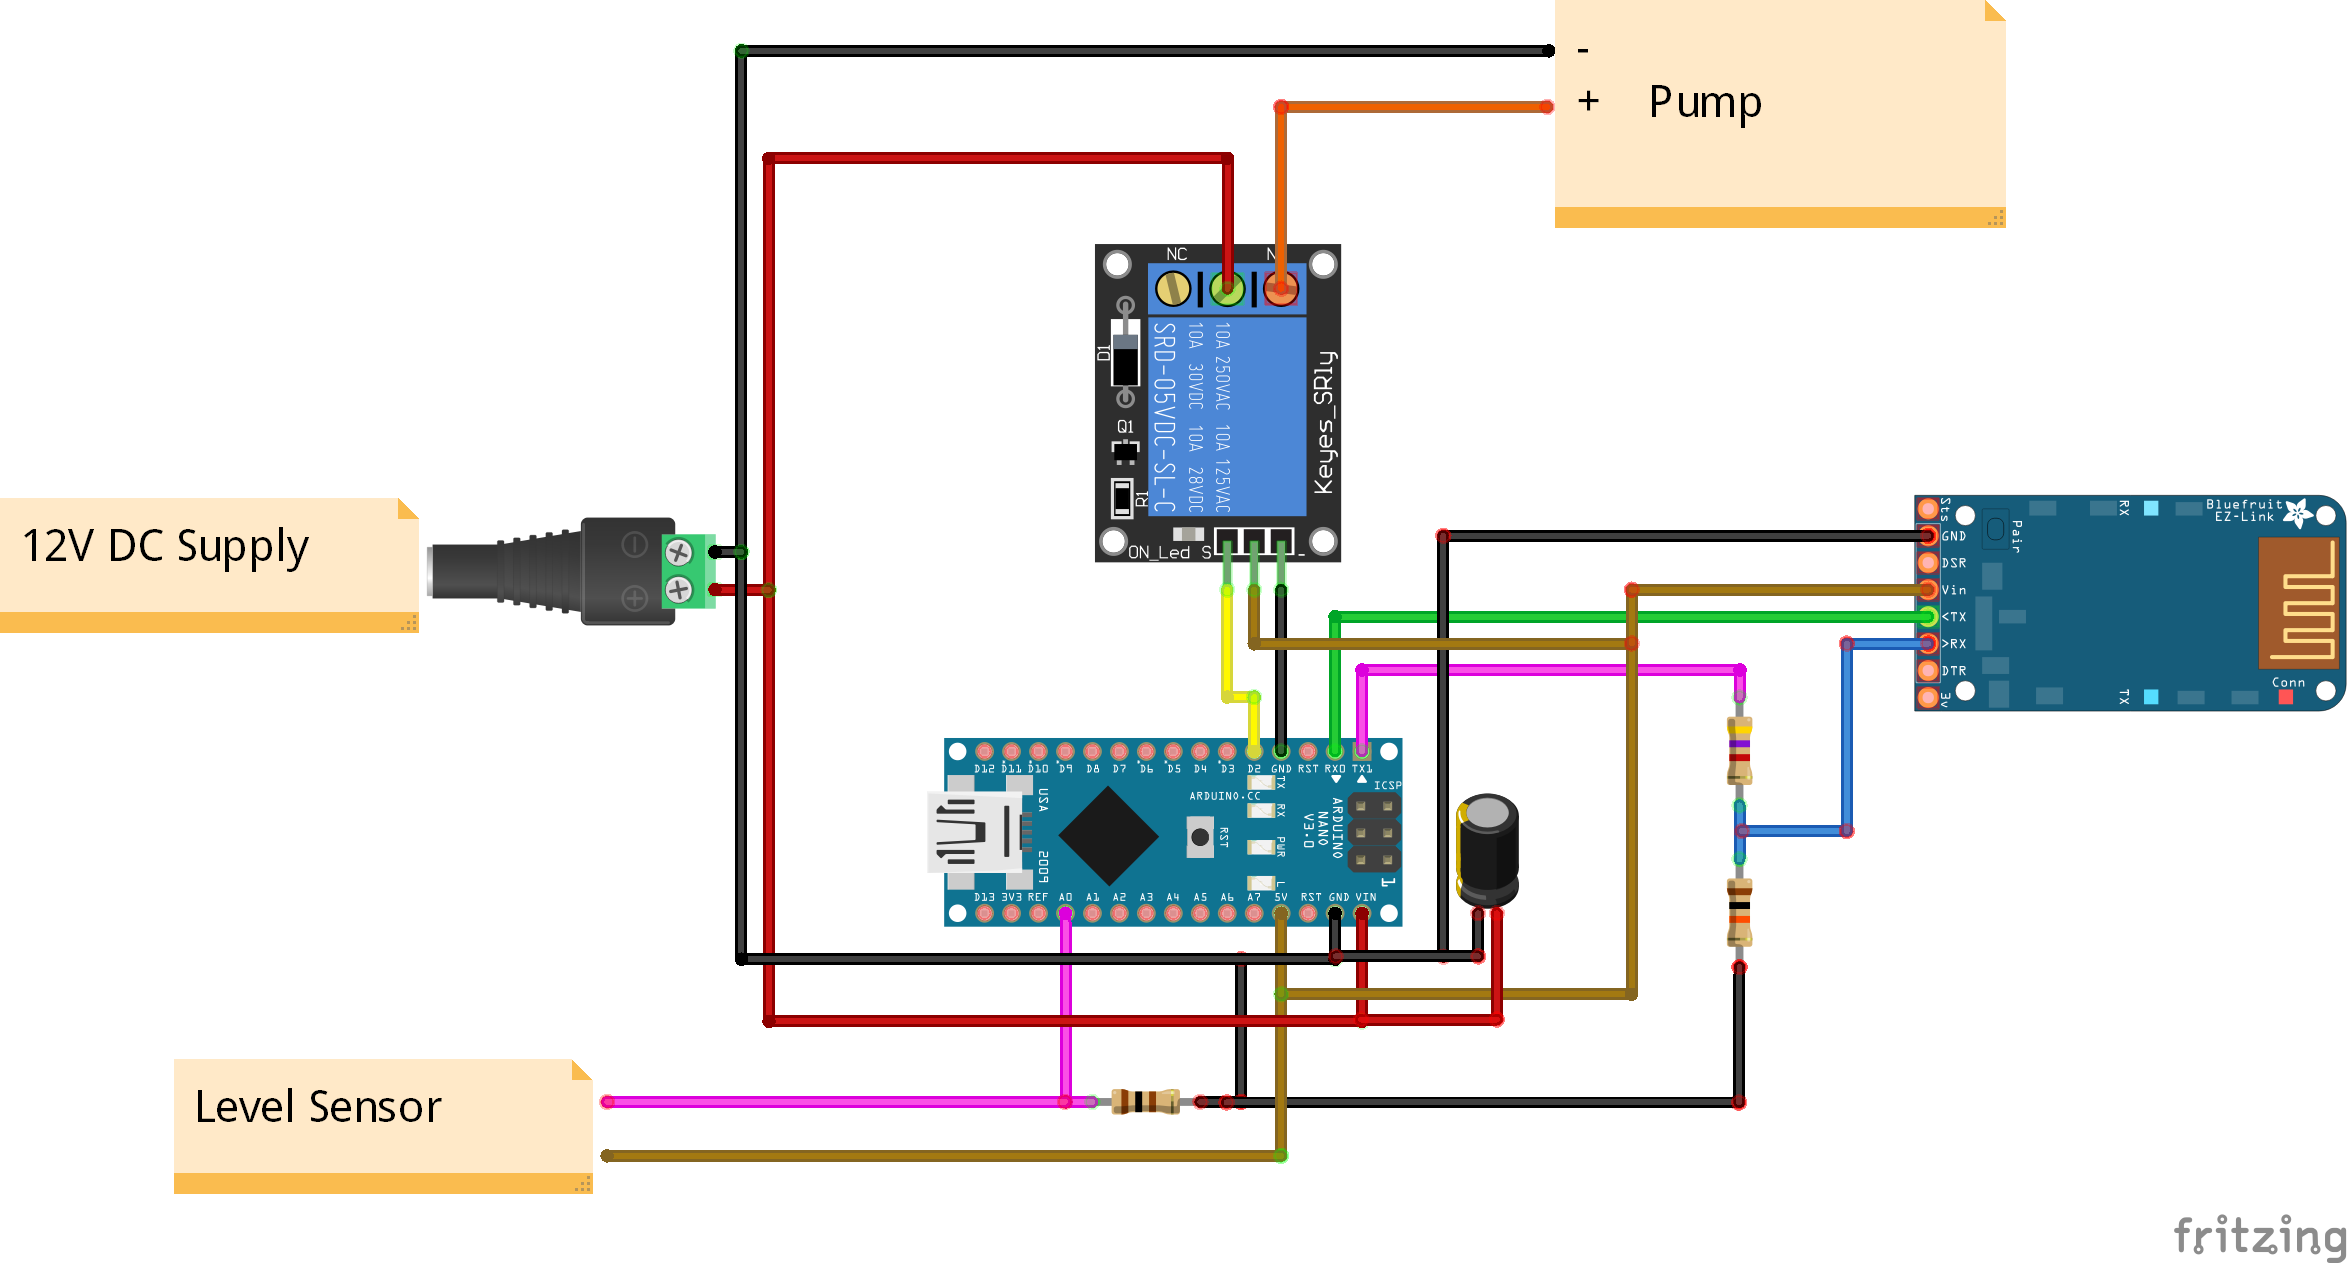 -
+ Pump
NC
N
D1
SRD-05VDC-SL-C
10A 30VDC 10A 28VDC
10A 250VAC 10A 125VAC
Keyes_SRly
Q1
R1
ON_Led S
-
12V DC Supply
Sts
GND
DSR
Vin
<TX
>RX
DTR
3v
Pair
RX
TX
Bluefruit
EZ-Link
Conn
D12 D11 D10 D9 D8 D7 D6 D5 D4 D3 D2 GND RST RX0 TX1
TX
RX
PWR
L
ARDUINO.CC
RST
ICSP
ARDUINO
NANO
V3.0
1
USA
2009
D13 3V3 REF A0 A1 A2 A3 A4 A5 A6 A7 5V RST GND VIN
Level Sensor
fritzing